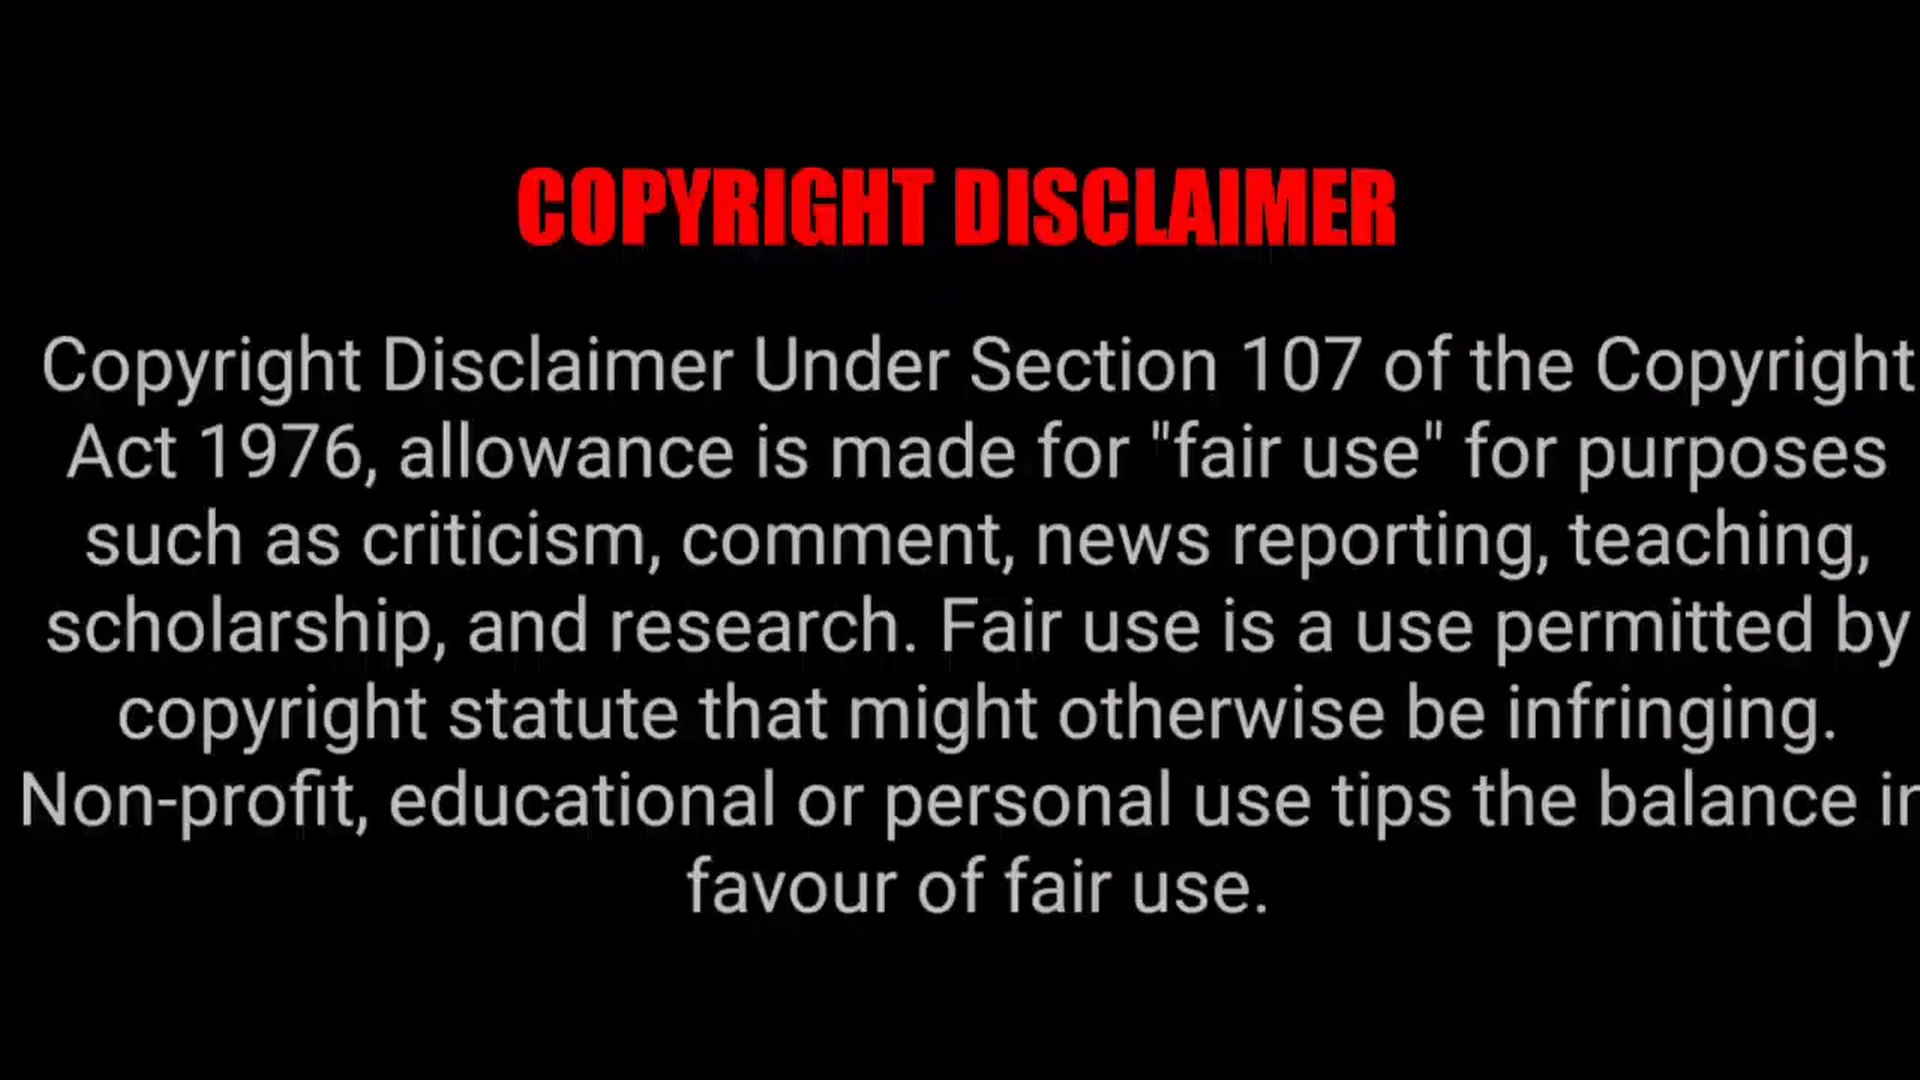 COPYRIGHT DISCLAIMER
Copyright Disclaimer Under Section 107 of the Copyright
Act 1976, allowance is made for "fair use" for purposes
such as criticism, comment, news reporting, teaching,
scholarship, and research. Fair use is a use permitted by
copyright statute that might otherwise be infringing.
Non-profit, educational or personal use tips the balance in
favour of fair use.